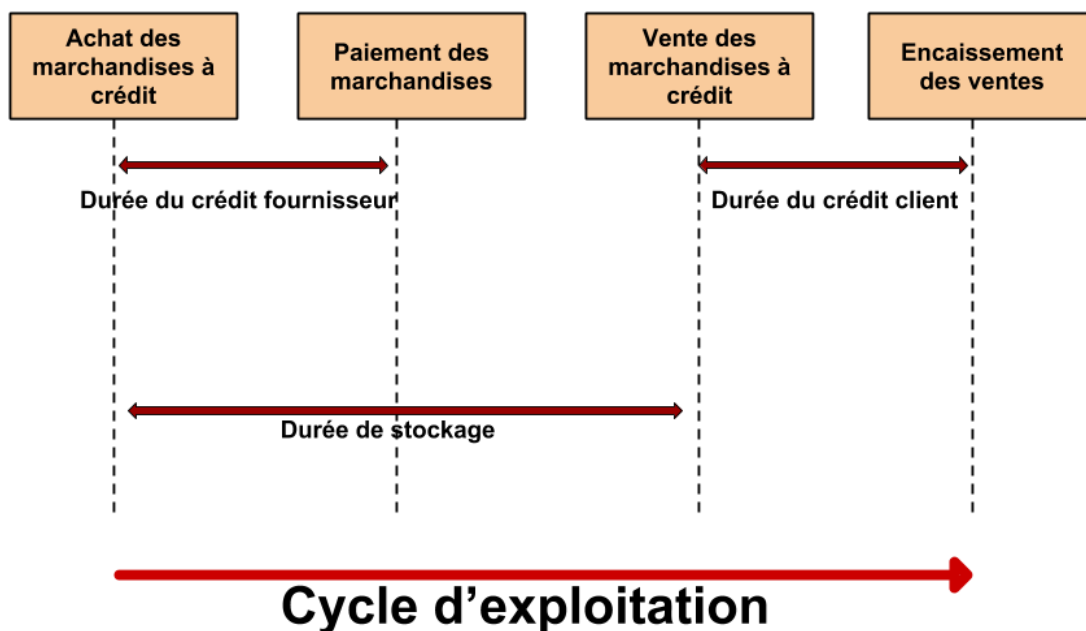 Achat des
marchandises à
crédit
Paiement des
marchandises
Vente des
marchandises à
crédit
Encaissement
des ventes
Durée du crédit fournisseur
Durée du crédit client
Durée de stockage
Cycle d’exploitation